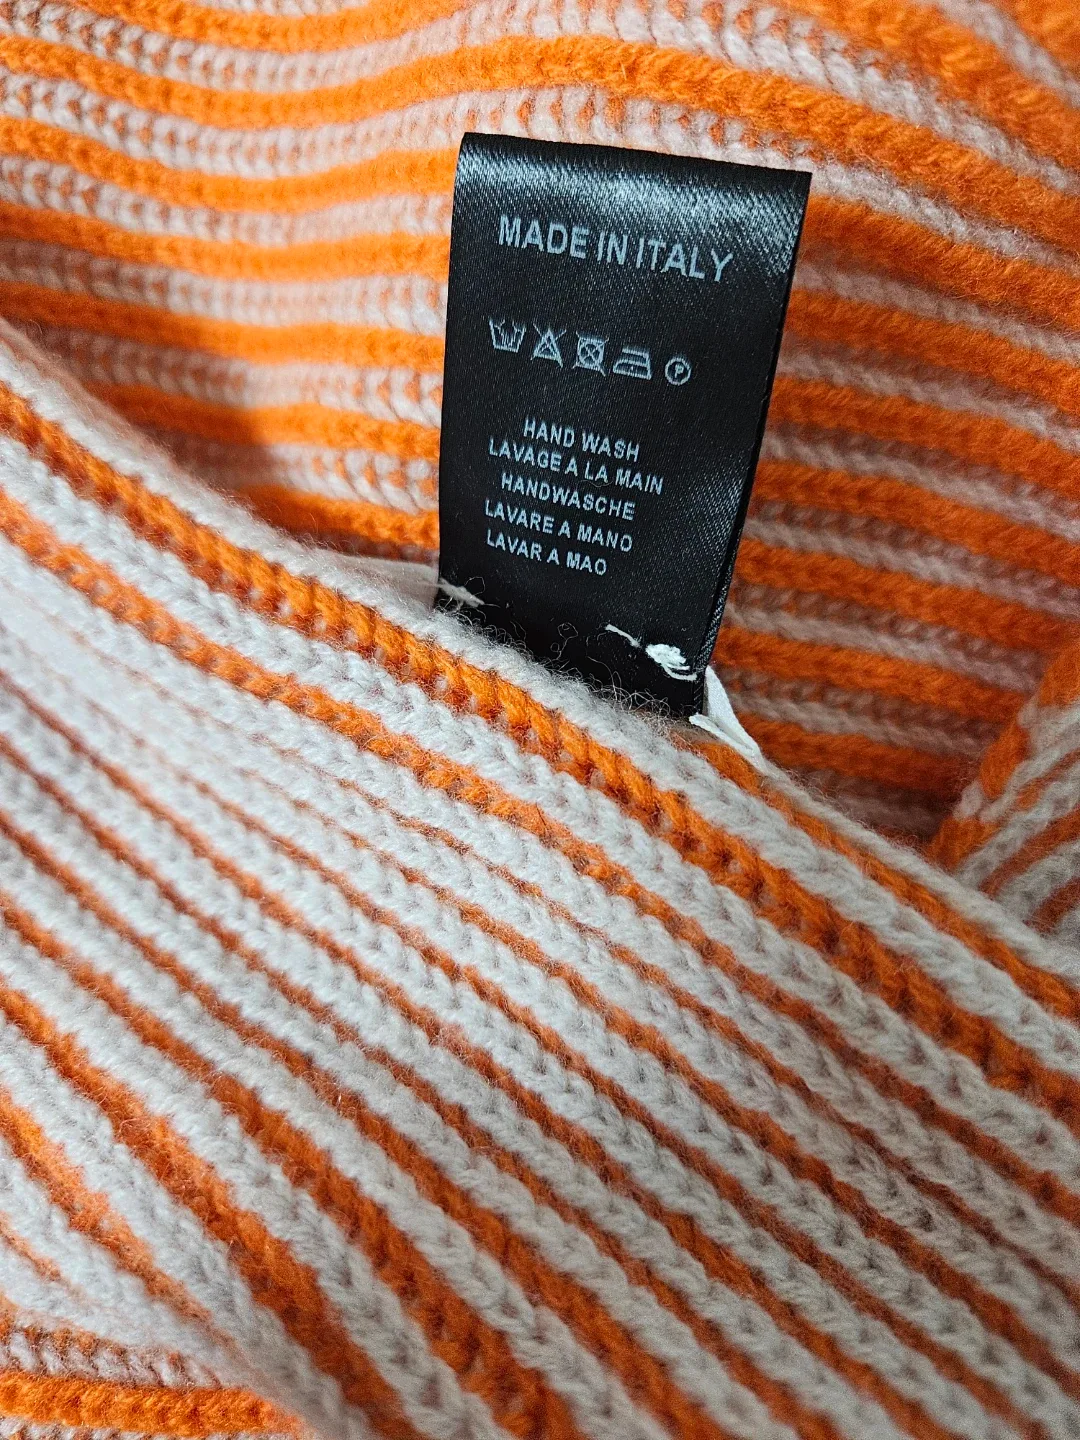 MADE IN ITALY
P
HAND WASH
LAVAGE A LA MAIN
HANDWASCHE
LAVARE A MANO
LAVAR A MAO